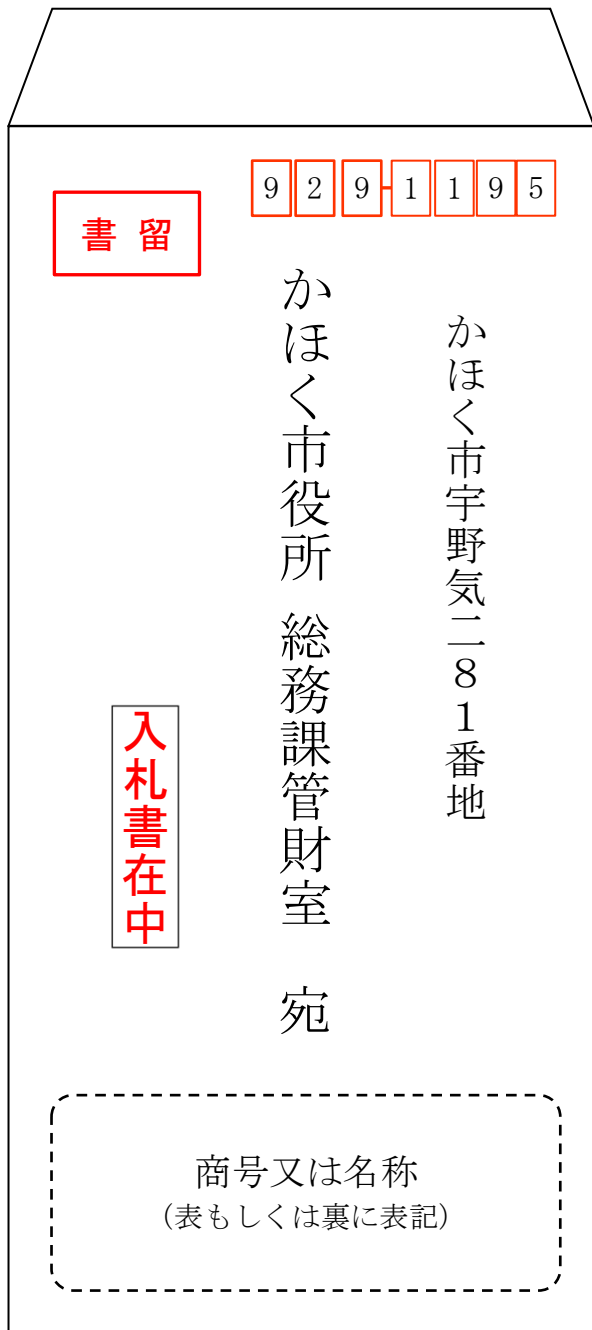 929-1195
書留
かほく市宇野気ニ81番地
かほく市役所 総務課管財室 宛
入札書在中
商号又は名称
(表もしくは裏に表記)